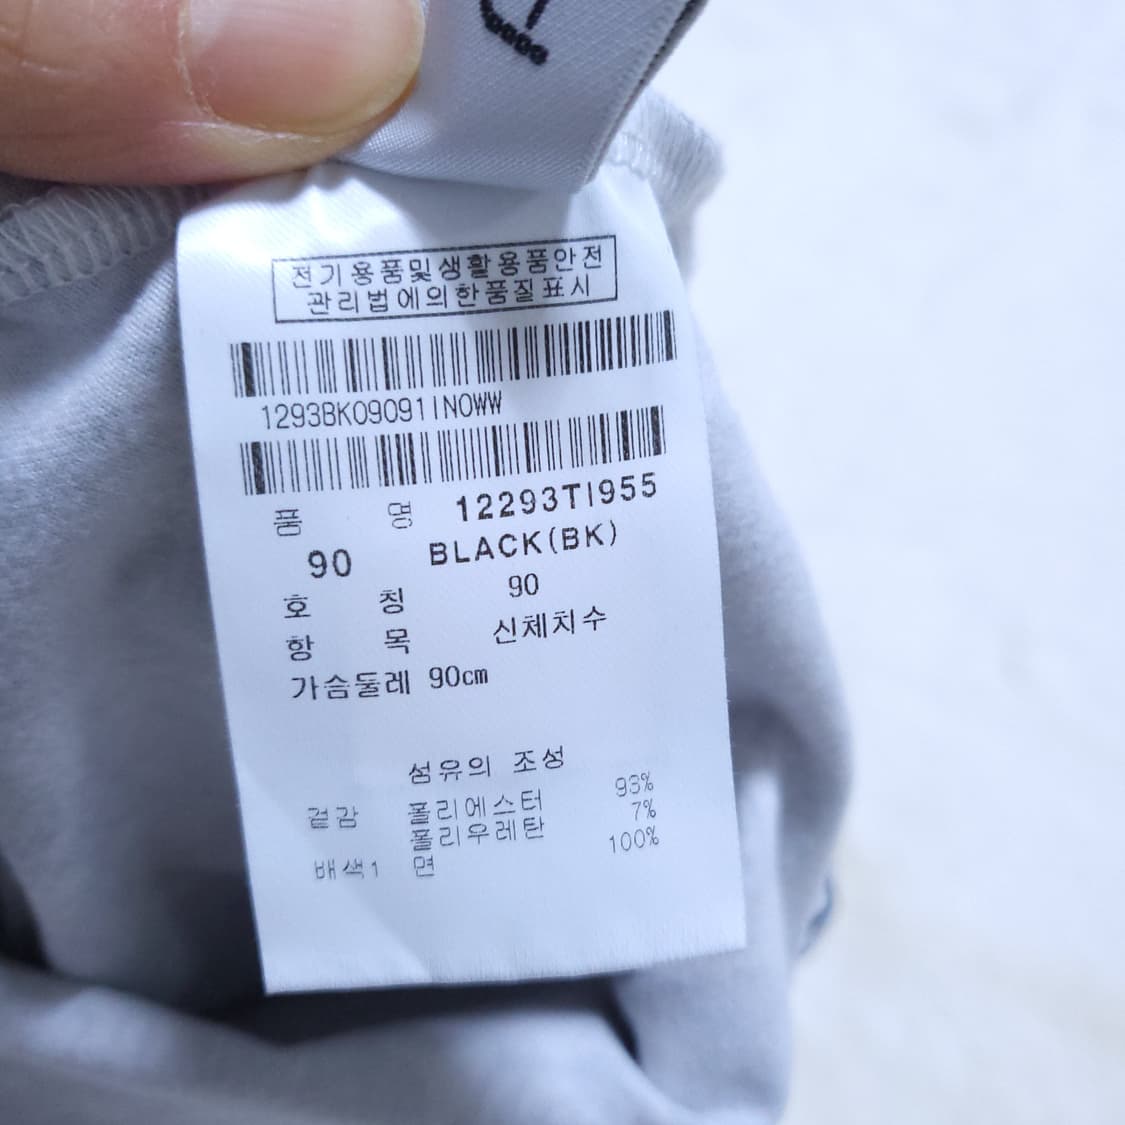 전기용품및생활용품안전
관리법에의한품질표시
1293BK09091INOWW
품 명 12293TI955
90 BLACK(BK)
호 칭 90
항 목 신체치수
가슴둘레 90cm
섬유의 조성
겉감 폴리에스터 93%
폴리우레탄 7%
배색1 면 100%